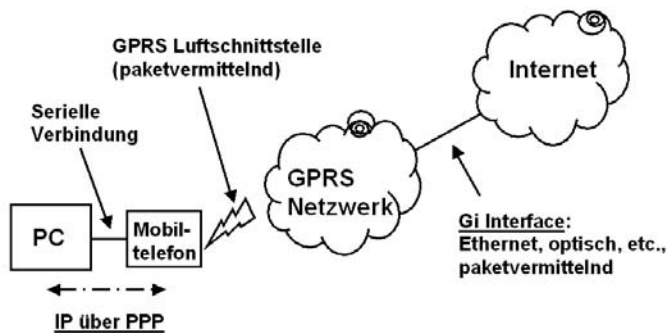 GPRS Luftschnittstelle
(paketvermittelnd)
Internet
Serielle
Verbindung
GPRS
Netzwerk
PC
Mobil-
telefon
Gi Interface:
Ethernet, optisch, etc.,
paketvermittelnd
IP über PPP